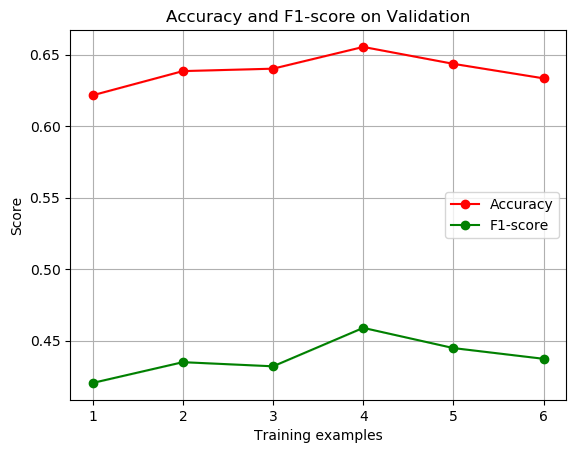 Accuracy and F1-score on Validation
0.65
0.60
0.55
0.50
0.45
Score
Accuracy
F1-score
1 2 3 4 5 6
Training examples